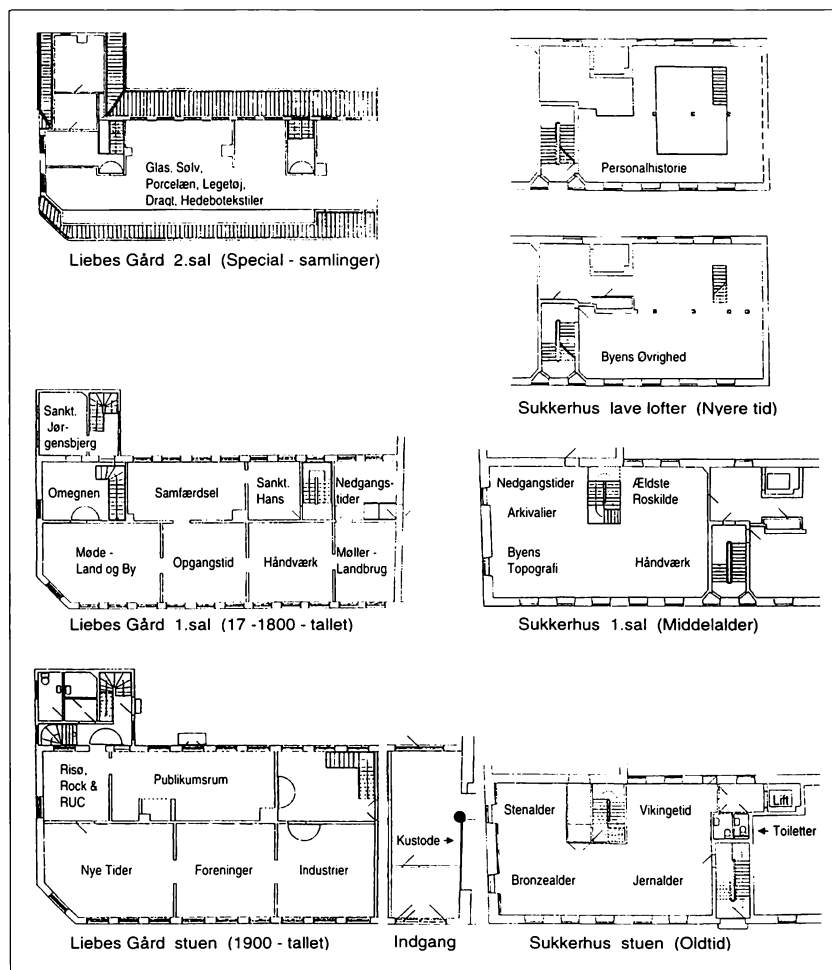 Glas, Sølv,
Porcelæn, Legetøj,
Dragt, Hedebotekstiler
Liebes Gård 2.sal (Special - samlinger)
Personalhistorie
Byens Øvrighed
Sukkerhus lave lofter (Nyere tid)
Sankt.
Jør-
gensbjerg
Omegnen
Samfærdsel
Sankt.
Hans
Nedgangs-
tider
Møde -
Land og By
Opgangstid
Håndværk
Møller -
Landbrug
Liebes Gård 1.sal (17 -1800 - tallet)
Nedgangstider
Ældste
Roskilde
Arkivalier
Byens
Topografi
Håndværk
Sukkerhus 1.sal (Middelalder)
Risø,
Rock &
RUC
Publikumsrum
Nye Tider
Foreninger
Industrier
Liebes Gård stuen (1900 - tallet)
Kustode
Indgang
Stenalder
Vikingetid
Lift
Toiletter
Bronzealder
Jernalder
Sukkerhus stuen (Oldtid)